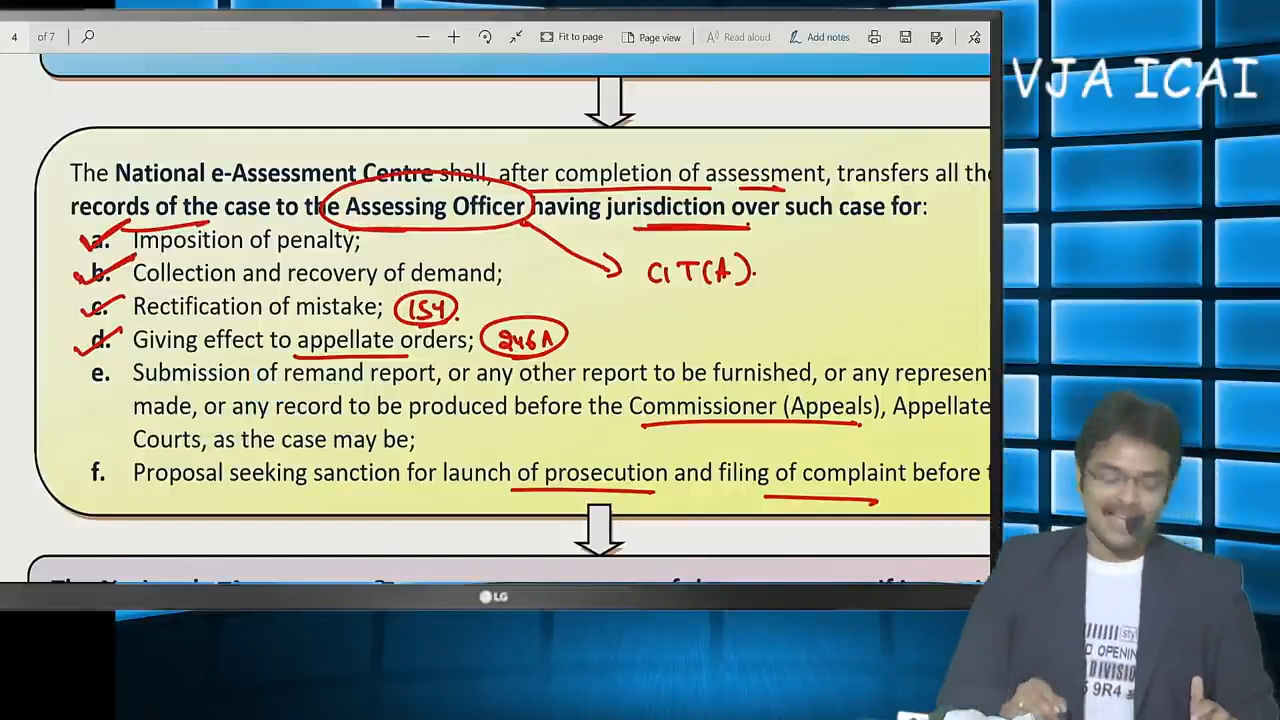 4 of 7 Fit to page Page view Read aloud Add notes
VJA ICAI
The National e-Assessment Centre shall, after completion of assessment, transfers all the
records of the case to the Assessing Officer having jurisdiction over such case for:
a. Imposition of penalty;
b. Collection and recovery of demand;
CIT(A).
c. Rectification of mistake; 154
d. Giving effect to appellate orders; 246A
e. Submission of remand report, or any other report to be furnished, or any represent
made, or any record to be produced before the Commissioner (Appeals), Appellate
Courts, as the case may be;
f. Proposal seeking sanction for launch of prosecution and filing of complaint before
LG
OPENING
DIVISIO
9R4